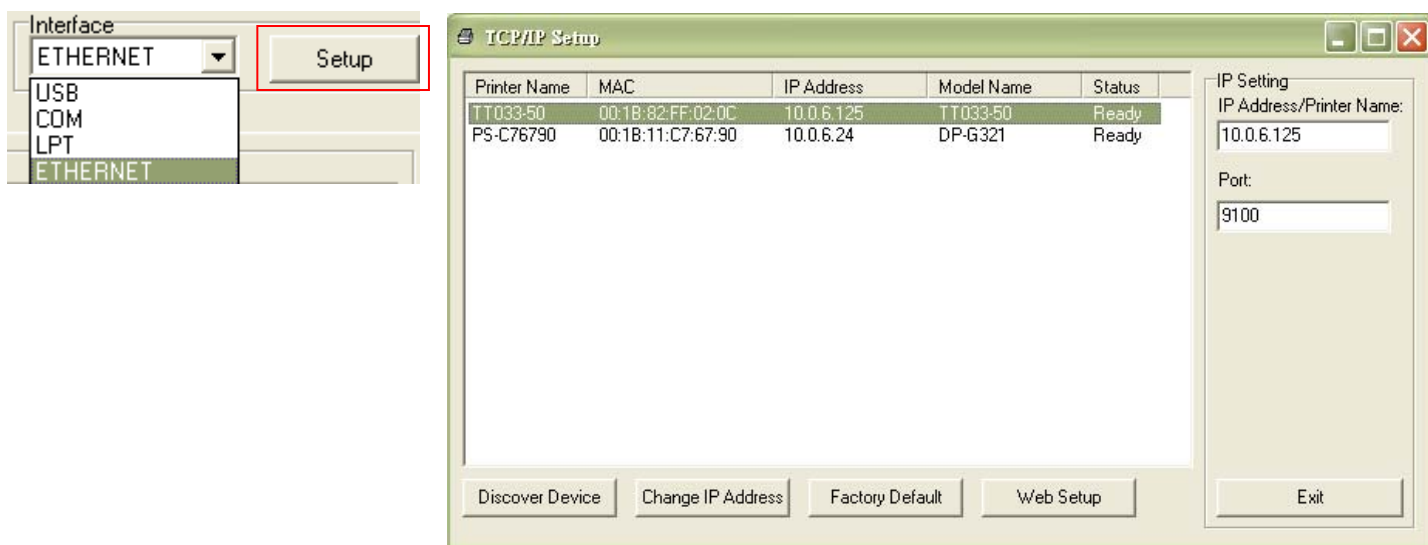 Interface
ETHERNET
Setup
USB
COM
LPT
ETHERNET
TCP/IP Setup
Printer Name MAC IP Address Model Name Status
TT033-50 00:1B:82:FF:02:0C 10.0.6.125 TT033-50 Ready
PS-C76790 00:1B:11:C7:67:90 10.0.6.24 DP-G321 Ready
IP Setting
IP Address/Printer Name:
10.0.6.125
Port:
9100
Discover Device Change IP Address Factory Default Web Setup Exit